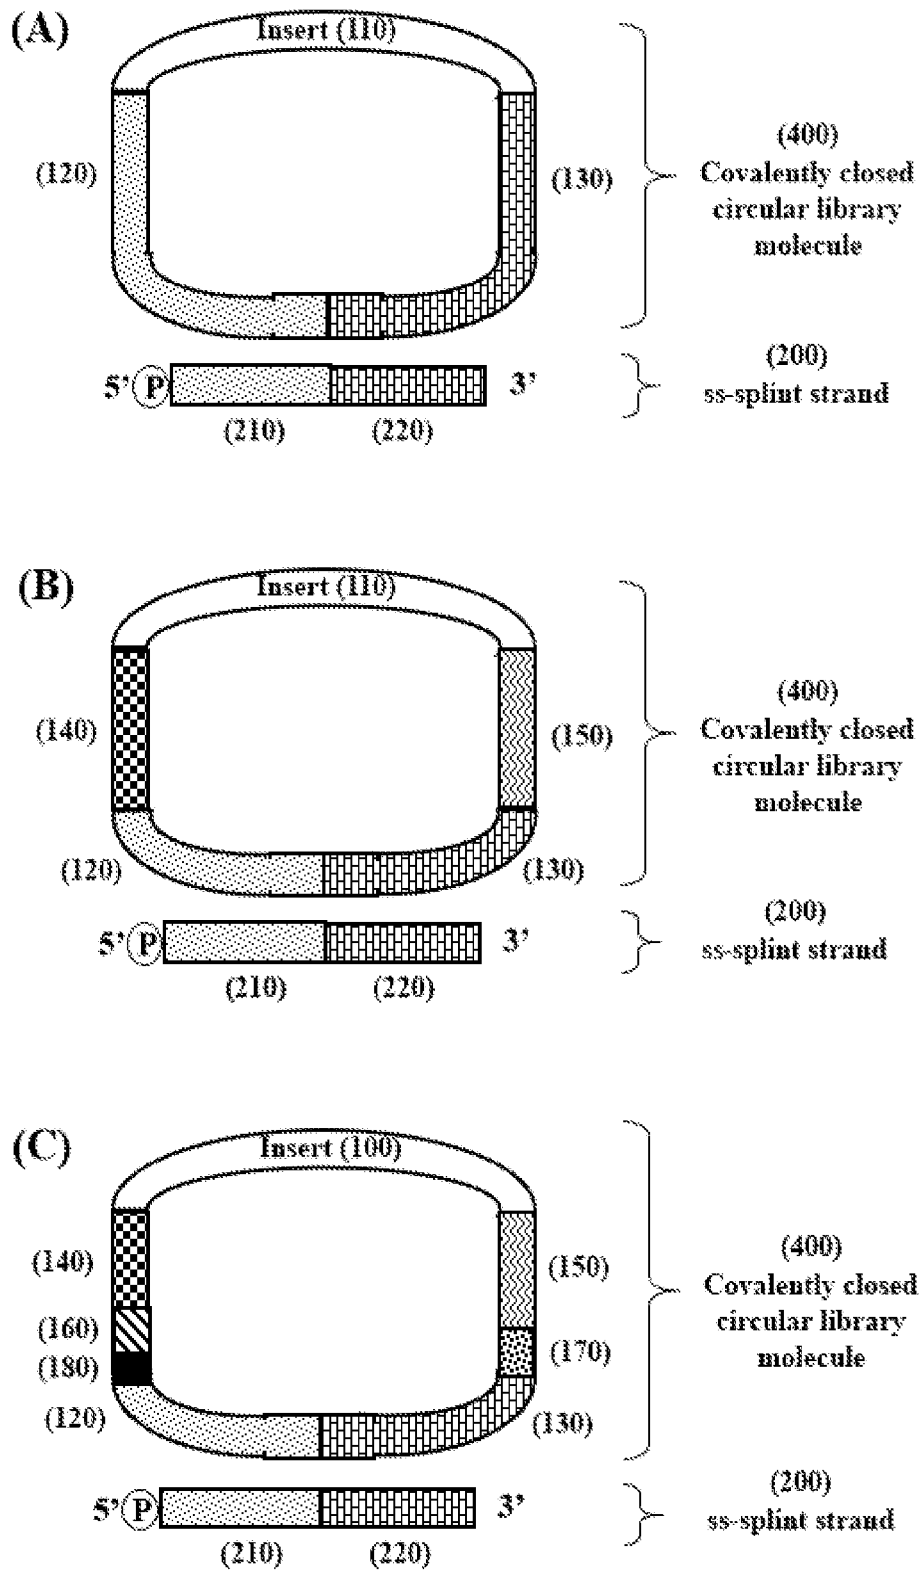 (A)
Insert (110)
(120)
(130)
(400)
Covalently closed
circular library
molecule
5’ P 3’
(210) (220)
(200)
ss-splint strand
(B)
Insert (110)
(140)
(150)
(120)
(130)
(400)
Covalently closed
circular library
molecule
5’ P 3’
(210) (220)
(200)
ss-splint strand
(C)
Insert (100)
(140)
(150)
(160)
(170)
(180)
(120)
(130)
(400)
Covalently closed
circular library
molecule
5’ P 3’
(210) (220)
(200)
ss-splint strand